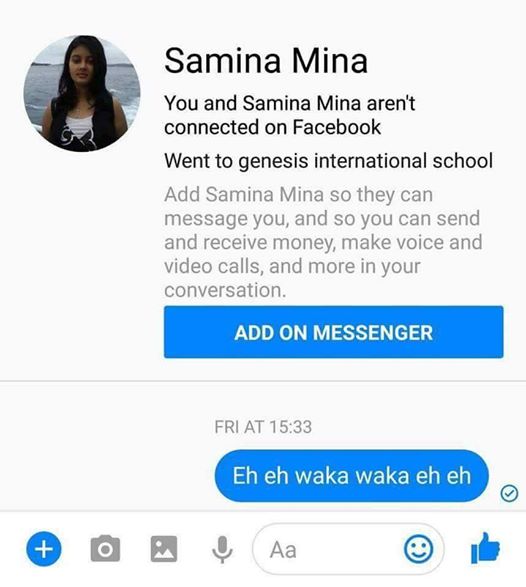 Samina Mina
You and Samina Mina aren't
connected on Facebook
Went to genesis international school
Add Samina Mina so they can
message you, and so you can send
and receive money, make voice and
video calls, and more in your
conversation.
ADD ON MESSENGER
FRI AT 15:33
Eh eh waka waka eh eh
Aa